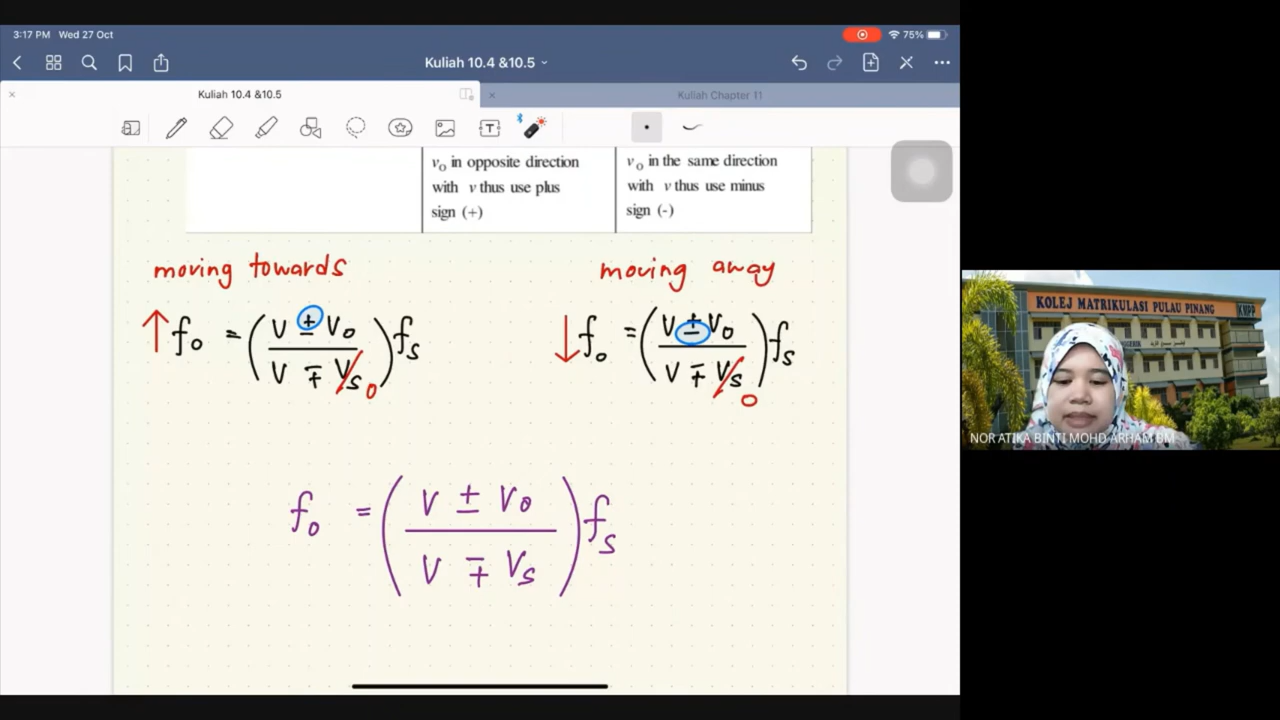 3:17 PM Wed 27 Oct
75%
Kuliah 10.4 &10.5
Kuliah 10.4 &10.5
Kuliah Chapter 11
v₀ in opposite direction
with v thus use plus
sign (+)
v₀ in the same direction
with v thus use minus
sign (-)
moving towards
moving away
↑ f₀ = (V ± V₀ / V ∓ Vₛ 0) fₛ
↓ f₀ = (V ± V₀ / V ∓ Vₛ 0) fₛ
f₀ = (V ± V₀ / V ∓ Vₛ) fₛ
KOLEJ MATRIKULASI PULAU PINANG
KMPP
NOR ATIKA BINTI MOHD ARHAM BM